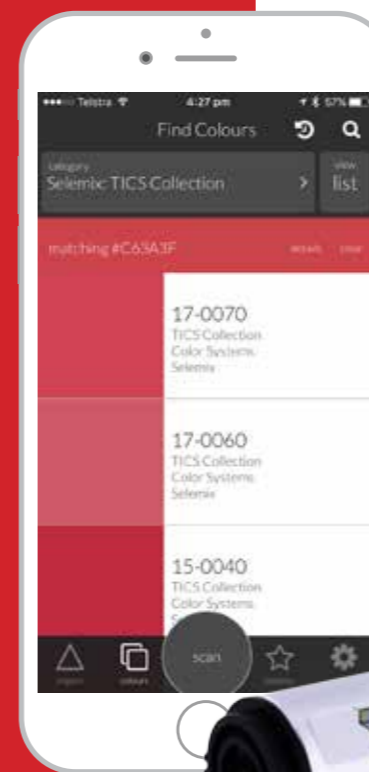 Telstra 4:27 pm 57%
Find Colours
category
Selemix: TICS Collection
view
list
matching #C63A3F
17-0070
TICS Collection
Color Systems
Selemix
17-0060
TICS Collection
Color Systems
Selemix
15-0040
TICS Collection
Color Systems
scan
colours